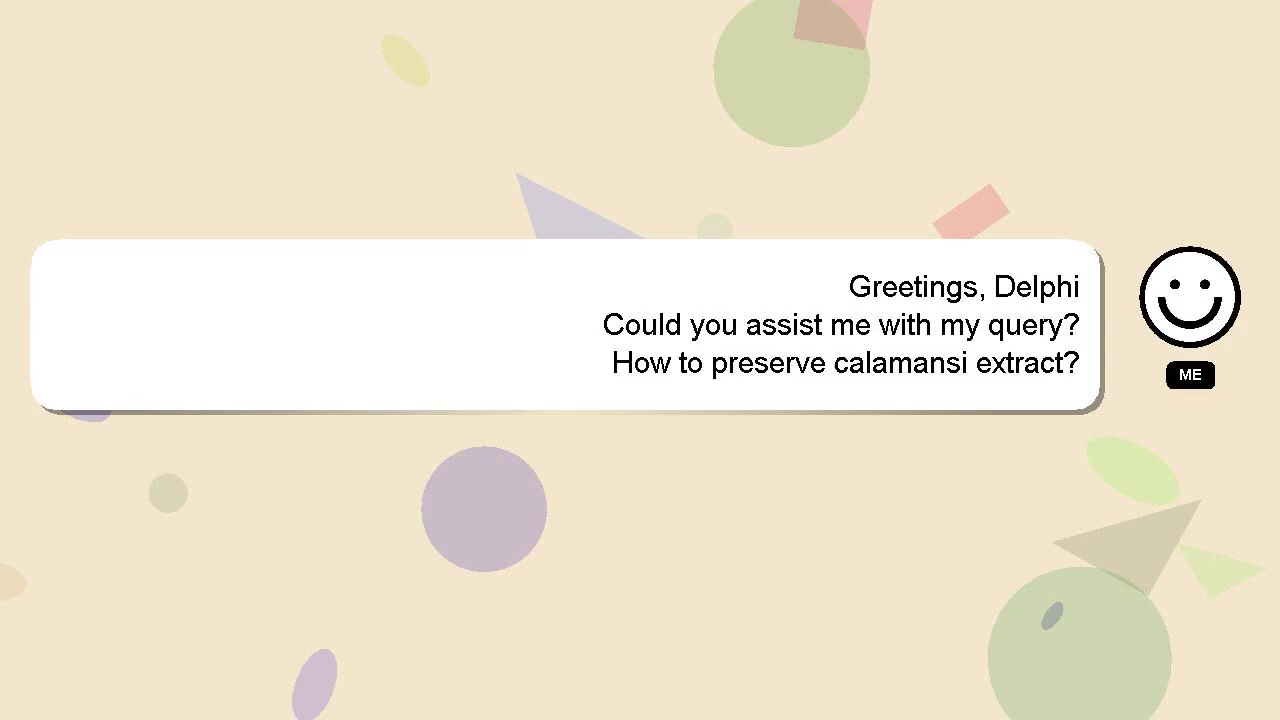 Greetings, Delphi
Could you assist me with my query?
How to preserve calamansi extract?
ME